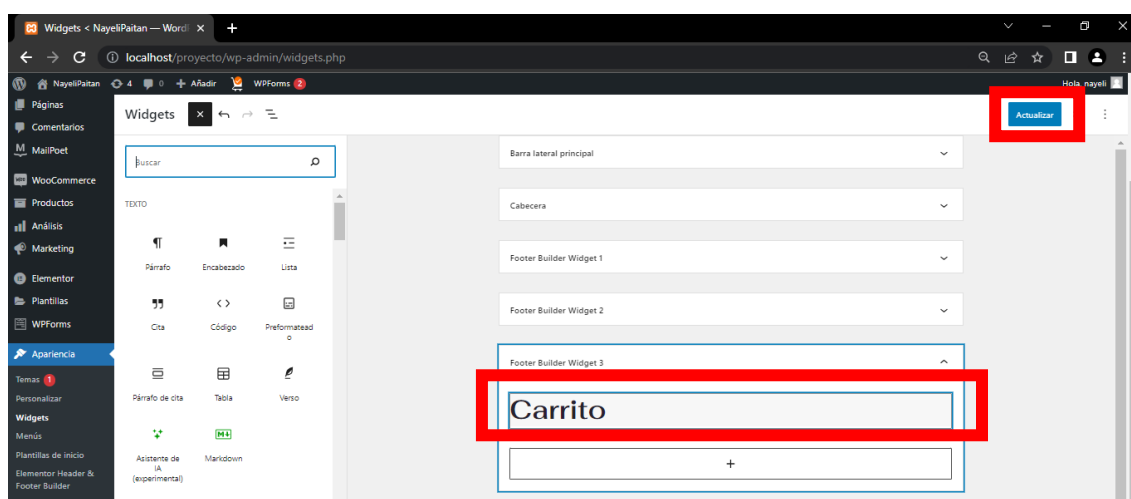 Widgets < NayeliPaitan — Word
localhost/proyecto/wp-admin/widgets.php
NayeliPaitan 4 0 + Añadir WPForms 2
Hola, nayeli
Páginas
Comentarios
MailPoet
WooCommerce
Productos
Análisis
Marketing
Elementor
Plantillas
WPForms
Apariencia
Temas 1
Personalizar
Widgets
Menús
Plantillas de inicio
Elementor Header &
Footer Builder
Widgets
Actualizar
Buscar
TEXTO
Párrafo
Encabezado
Lista
Cita
Código
Preformatead
o
Párrafo de cita
Tabla
Verso
Asistente de
IA
(experimental)
Markdown
Barra lateral principal
Cabecera
Footer Builder Widget 1
Footer Builder Widget 2
Footer Builder Widget 3
Carrito
+